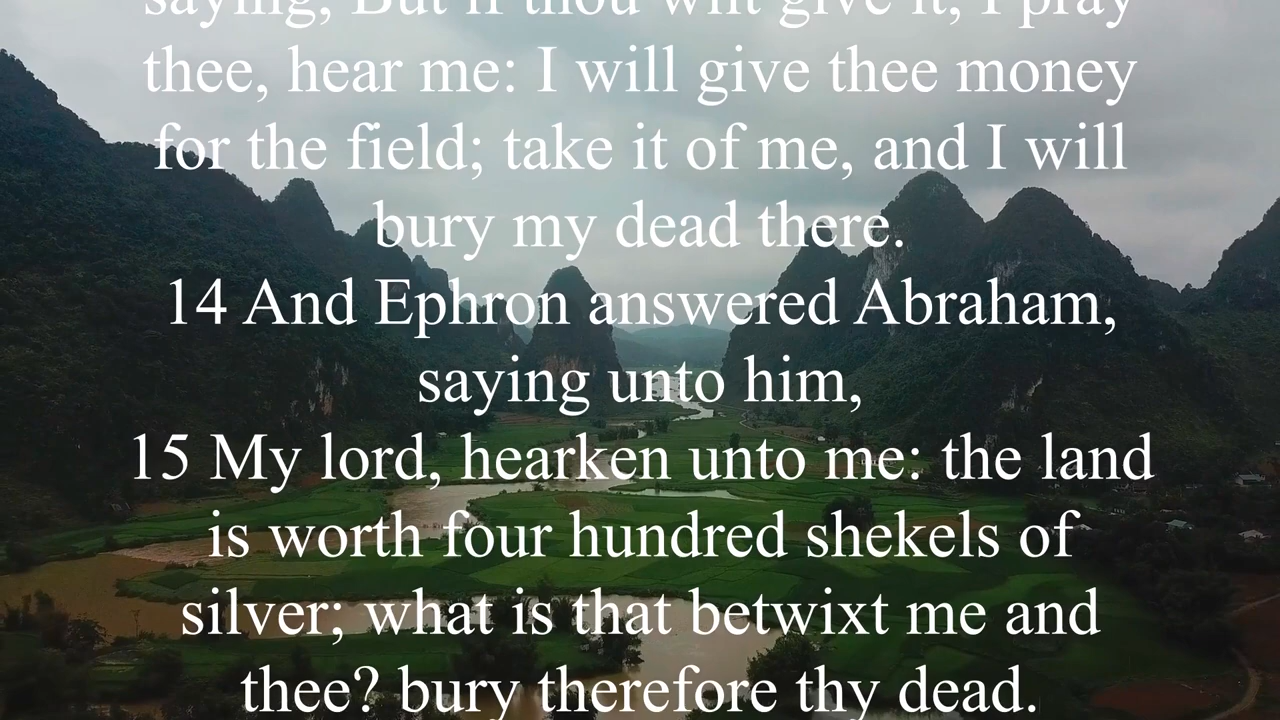 saying, But if thou wilt give it, I pray
thee, hear me: I will give thee money
for the field; take it of me, and I will
bury my dead there.
14 And Ephron answered Abraham,
saying unto him,
15 My lord, hearken unto me: the land
is worth four hundred shekels of
silver; what is that betwixt me and
thee? bury therefore thy dead.